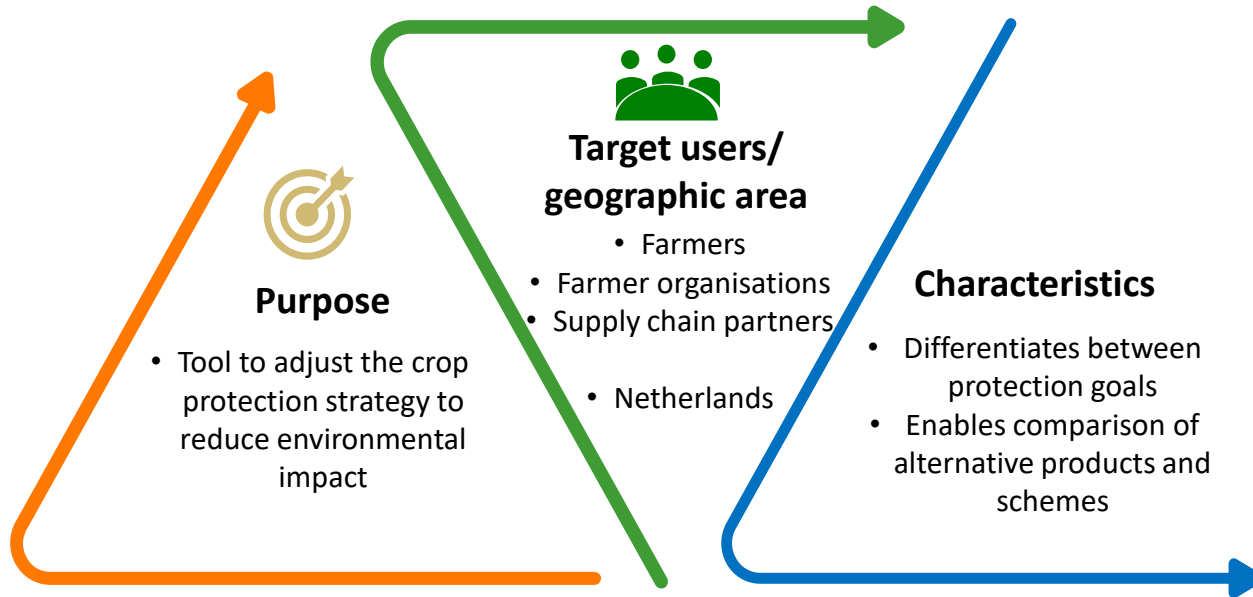 Purpose
• Tool to adjust the crop
protection strategy to
reduce environmental
impact
Target users/
geographic area
• Farmers
• Farmer organisations
• Supply chain partners
• Netherlands
Characteristics
• Differentiates between
protection goals
• Enables comparison of
alternative products and
schemes